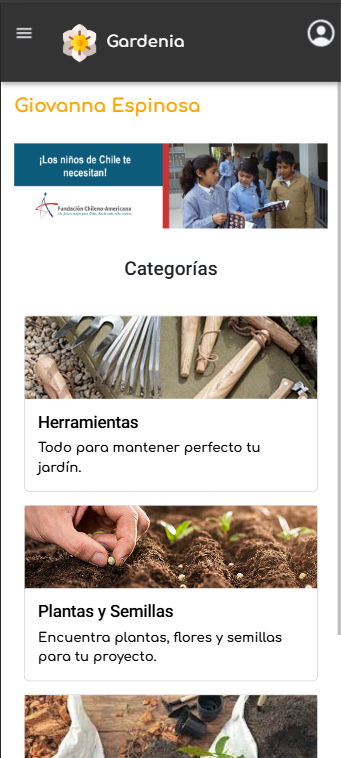 Gardenia
Giovanna Espinosa
¡Los niños de Chile te
necesitan!
Fundación Chileno-Americana
Categorías
Herramientas
Todo para mantener perfecto tu
jardín.
Plantas y Semillas
Encuentra plantas, flores y semillas
para tu proyecto.